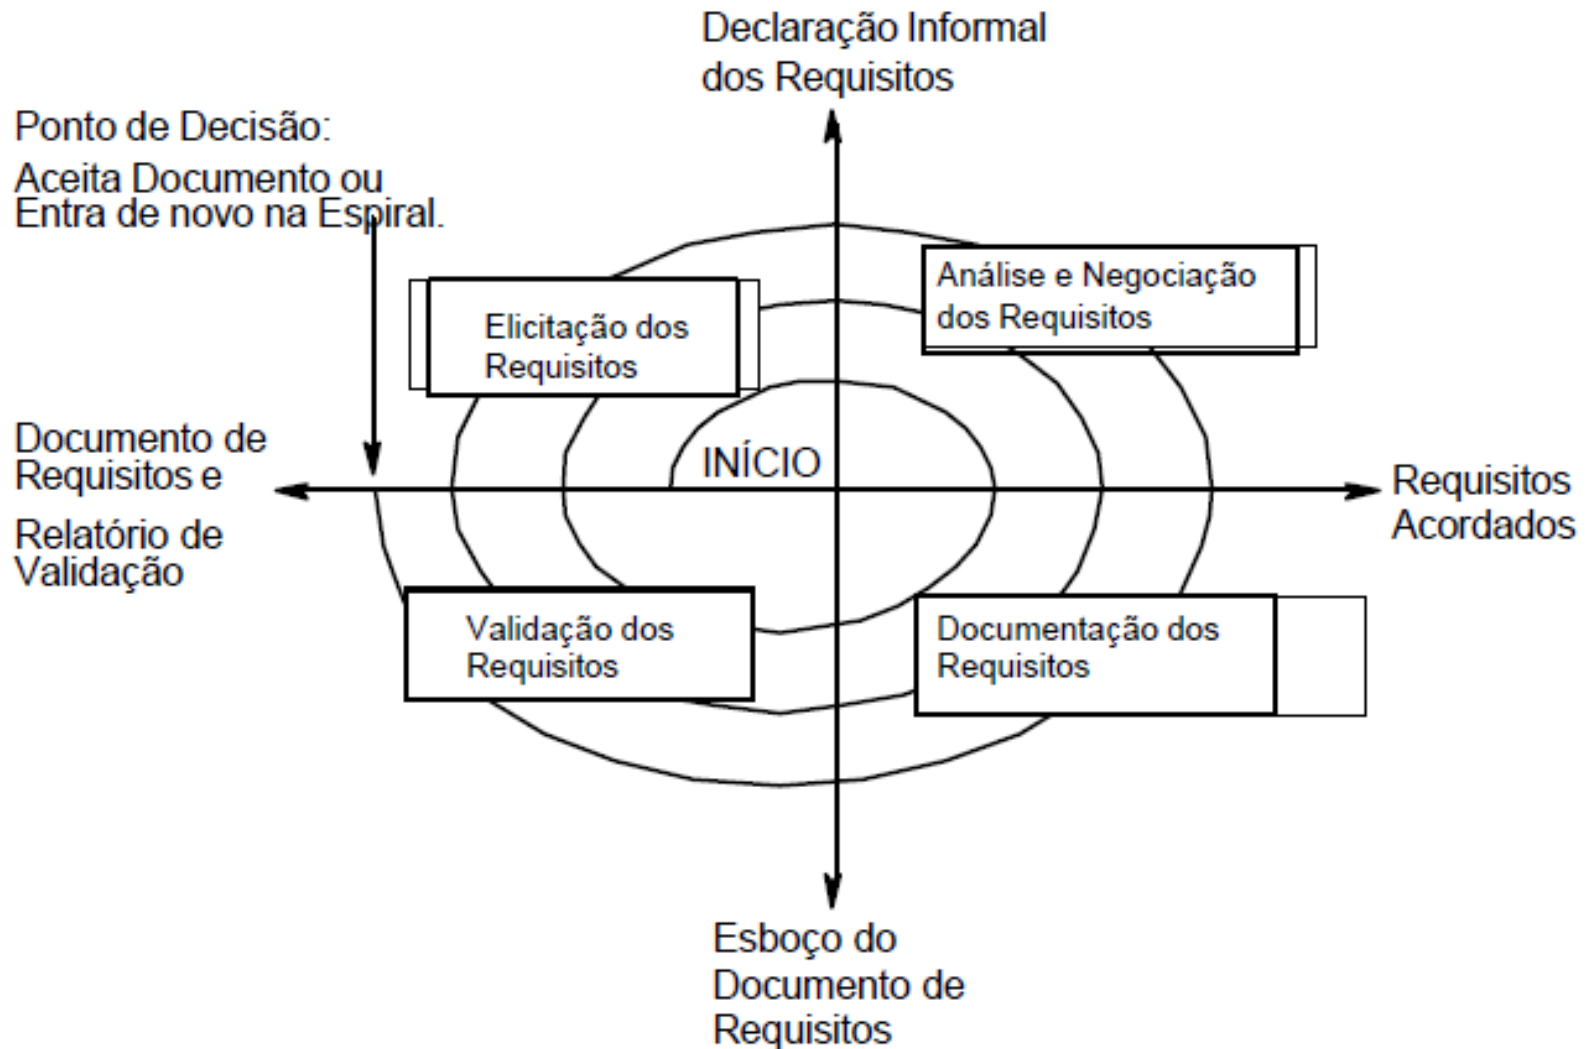 Declaração Informal
dos Requisitos
Ponto de Decisão:
Aceita Documento ou
Entra de novo na Espiral.
Análise e Negociação
dos Requisitos
Elicitação dos
Requisitos
Documento de
Requisitos e
Relatório de
Validação
INÍCIO
Requisitos
Acordados
Validação dos
Requisitos
Documentação dos
Requisitos
Esboço do
Documento de
Requisitos